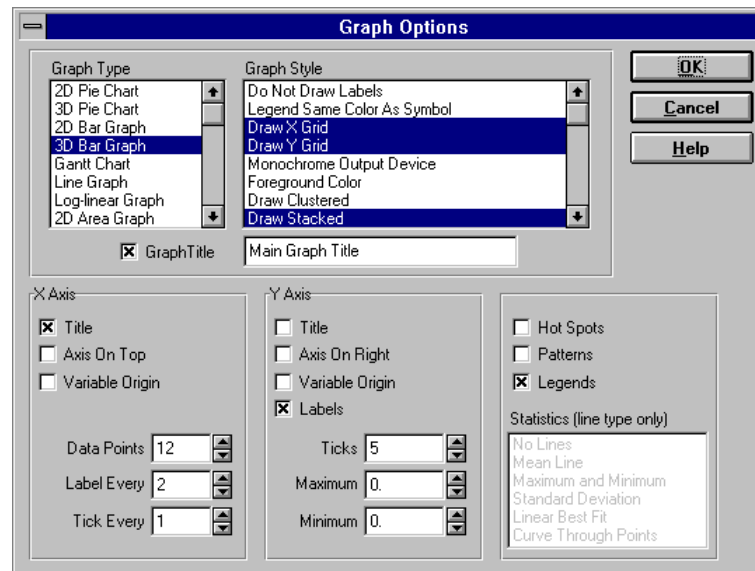 Graph Options
Graph Type
2D Pie Chart
3D Pie Chart
2D Bar Graph
3D Bar Graph
Gantt Chart
Line Graph
Log-linear Graph
2D Area Graph
Graph Style
Do Not Draw Labels
Legend Same Color As Symbol
Draw X Grid
Draw Y Grid
Monochrome Output Device
Foreground Color
Draw Clustered
Draw Stacked
OK
Cancel
Help
GraphTitle
Main Graph Title
X Axis
Title
Axis On Top
Variable Origin
Data Points 12
Label Every 2
Tick Every 1
Y Axis
Title
Axis On Right
Variable Origin
Labels
Ticks 5
Maximum 0.
Minimum 0.
Hot Spots
Patterns
Legends
Statistics (line type only)
No Lines
Mean Line
Maximum and Minimum
Standard Deviation
Linear Best Fit
Curve Through Points